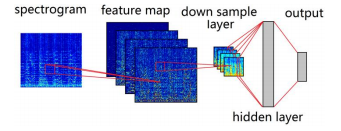 spectrogram feature map down sample output
layer
hidden layer